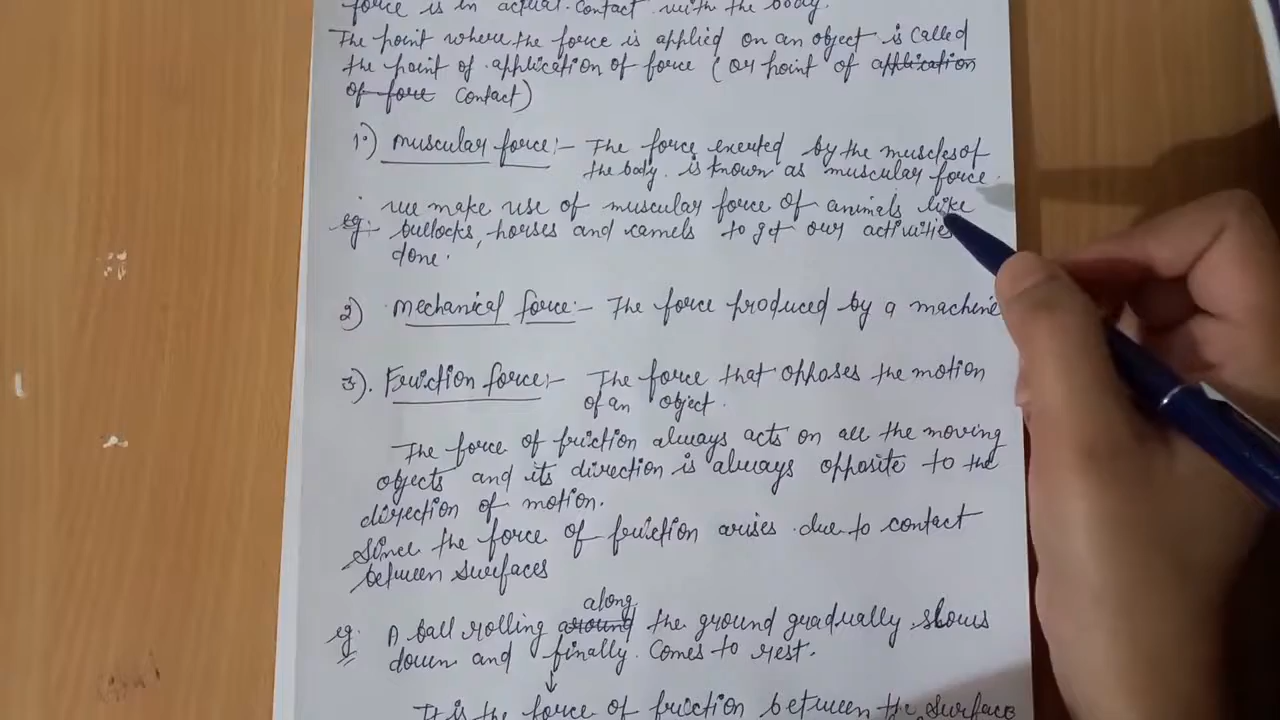 force is in actual contact with the body.
The point where the force is applied on an object is called
the point of application of force (or point of application
of force contact)
1.) Muscular force:- The force exerted by the muscles of
the body is known as muscular force.
We make use of muscular force of animals like
eg:- bullocks, horses and camels to get our activities
done.
2) Mechanical force:- The force produced by a machine
3). Friction force:- The force that opposes the motion
of an object.
The force of friction always acts on all the moving
objects and its direction is always opposite to the
direction of motion.
Since the force of friction arises due to contact
between surfaces
along
eg: A ball rolling around the ground gradually slows
down and finally comes to rest.
↓
It is the force of friction between the surface